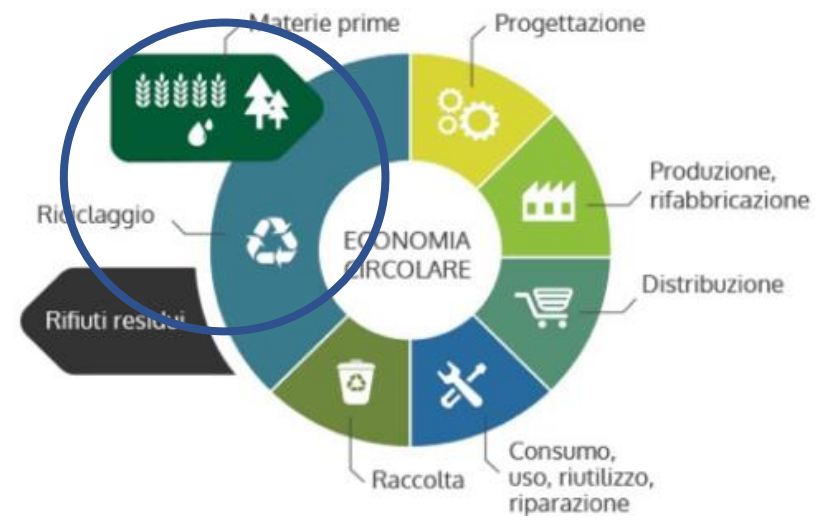 Materie prime
Progettazione
Produzione,
rifabbricazione
Riciclaggio
ECONOMIA
CIRCOLARE
Distribuzione
Rifiuti residui
Consumo,
uso, riutilizzo,
riparazione
Raccolta